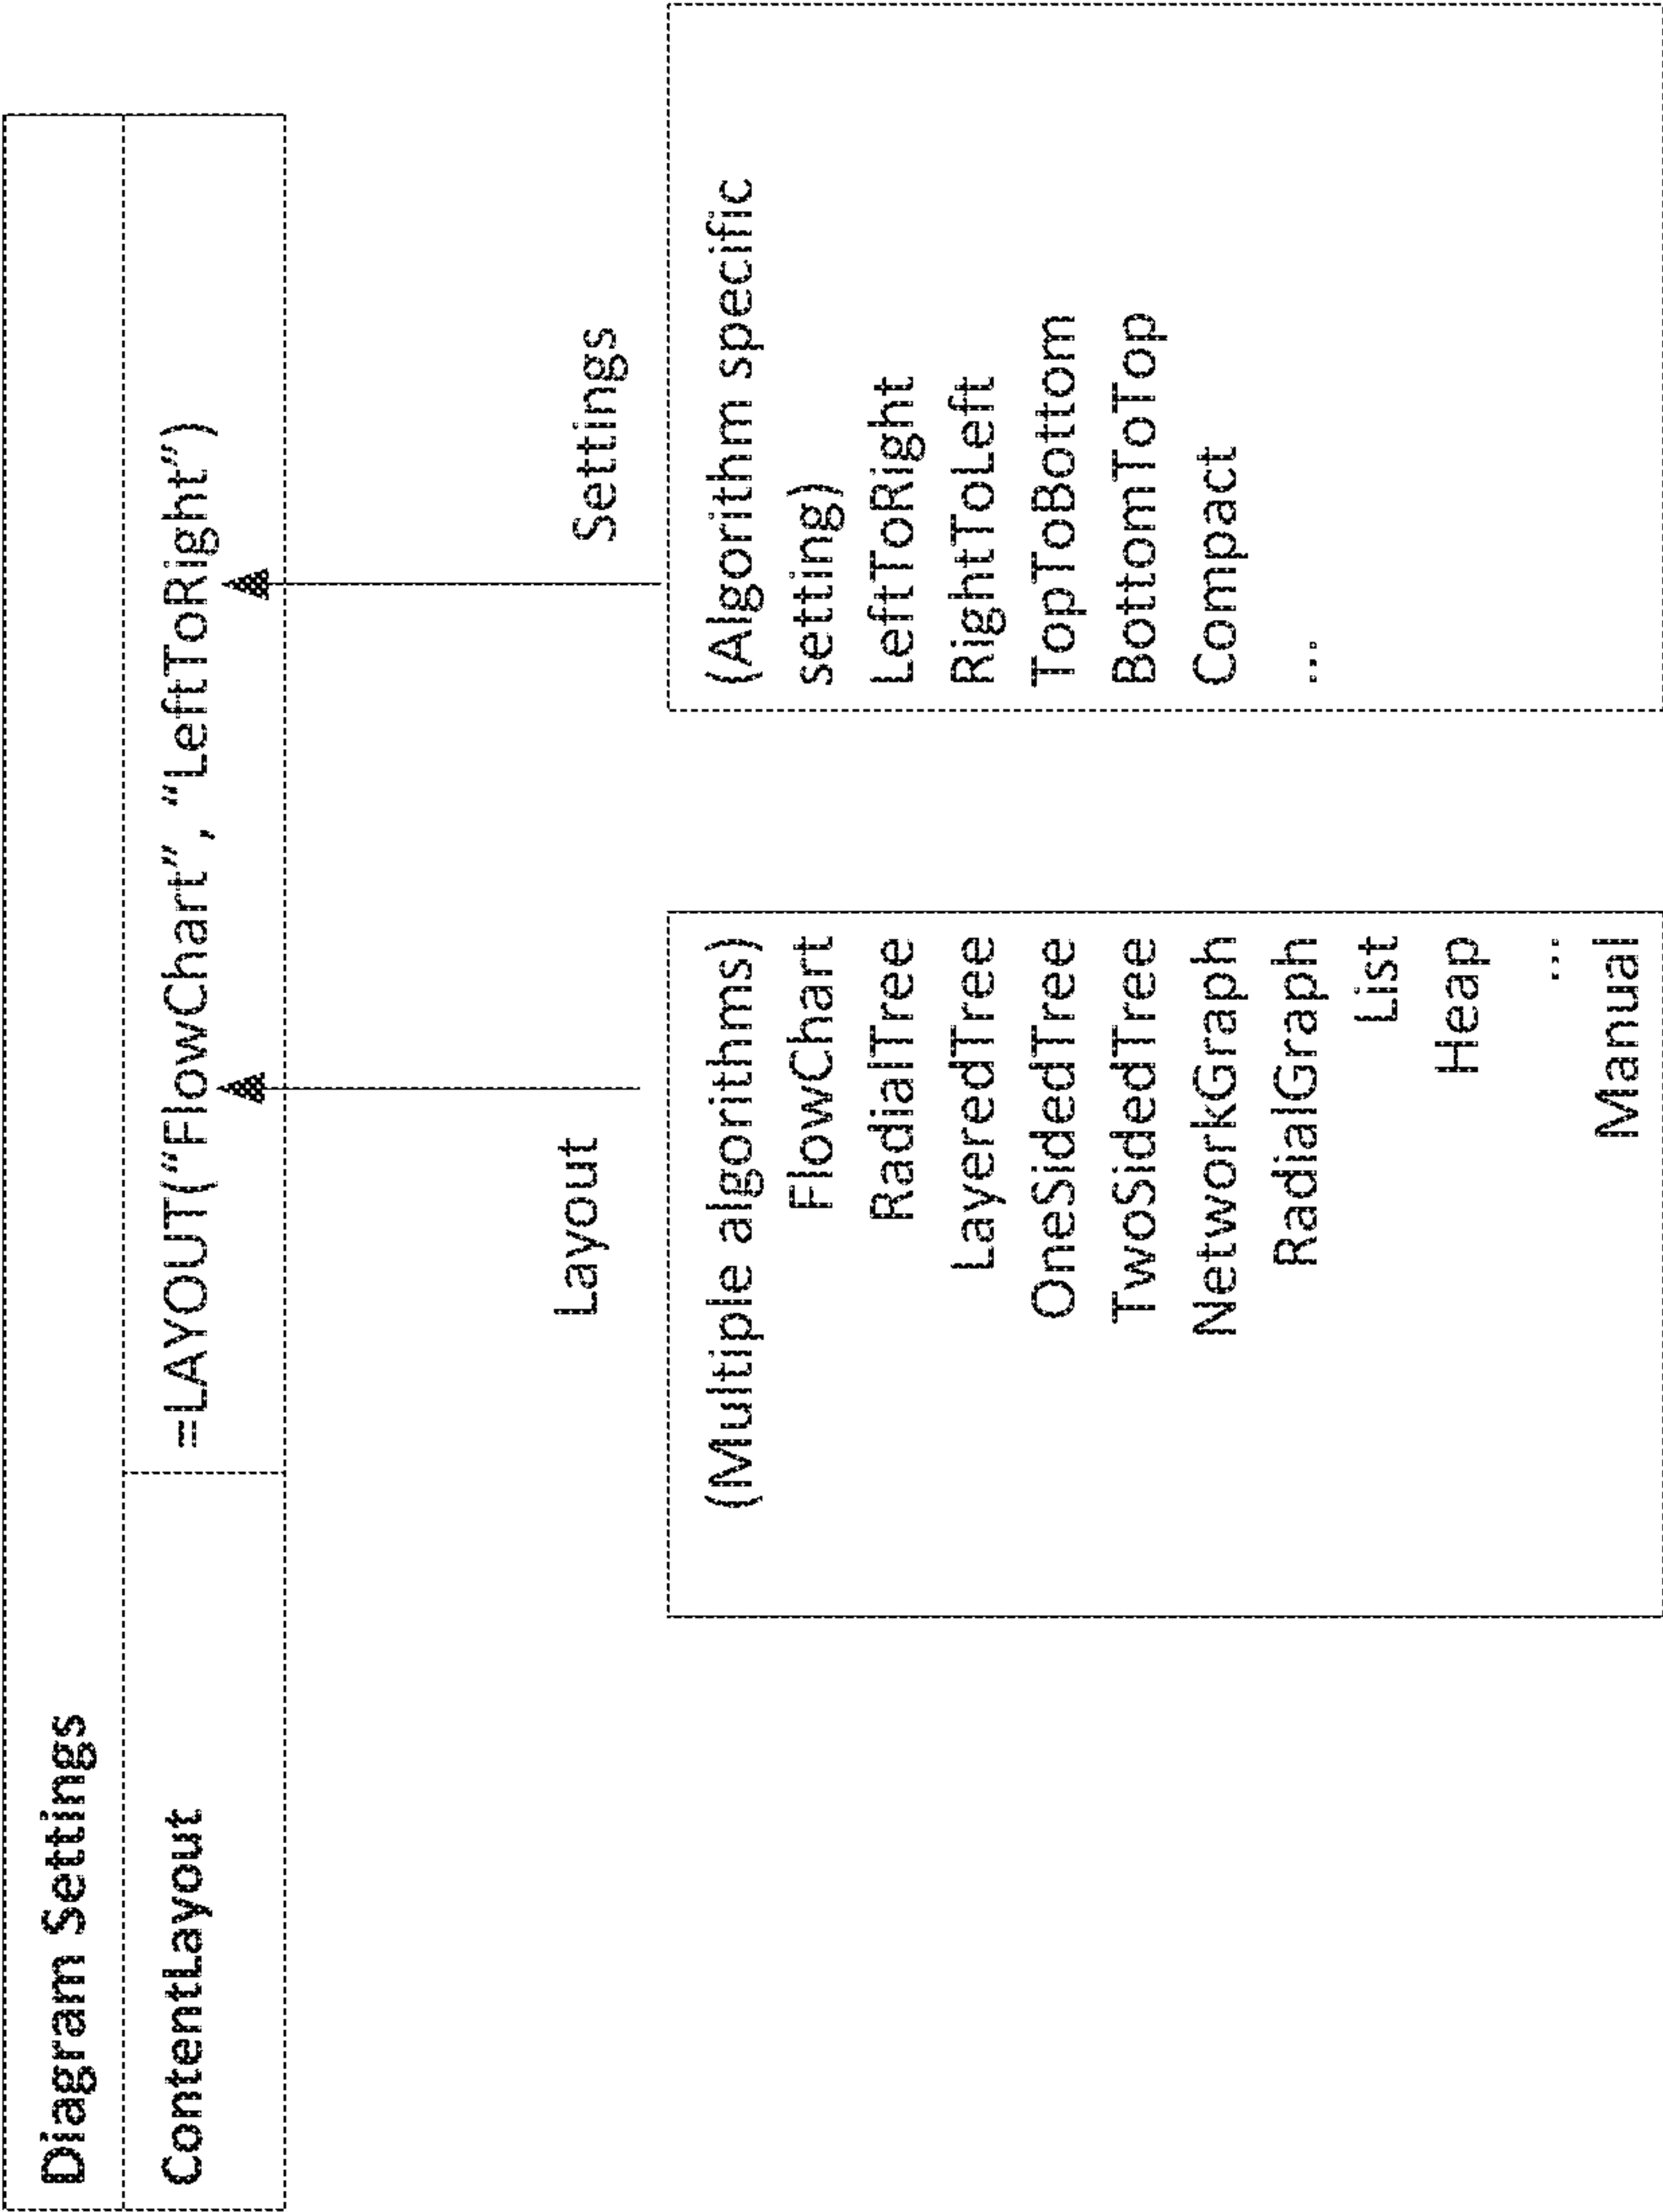 Diagram Settings
ContentLayout
=LAYOUT(“FlowChart”, “LeftToRight”)
Layout
Settings
(Multiple algorithms)
FlowChart
RadialTree
LayeredTree
OneSidedTree
TwoSidedTree
NetworkGraph
RadialGraph
List
Heap
...
Manual
(Algorithm specific
setting)
LeftToRight
RightToLeft
TopToBottom
BottomToTop
Compact
...